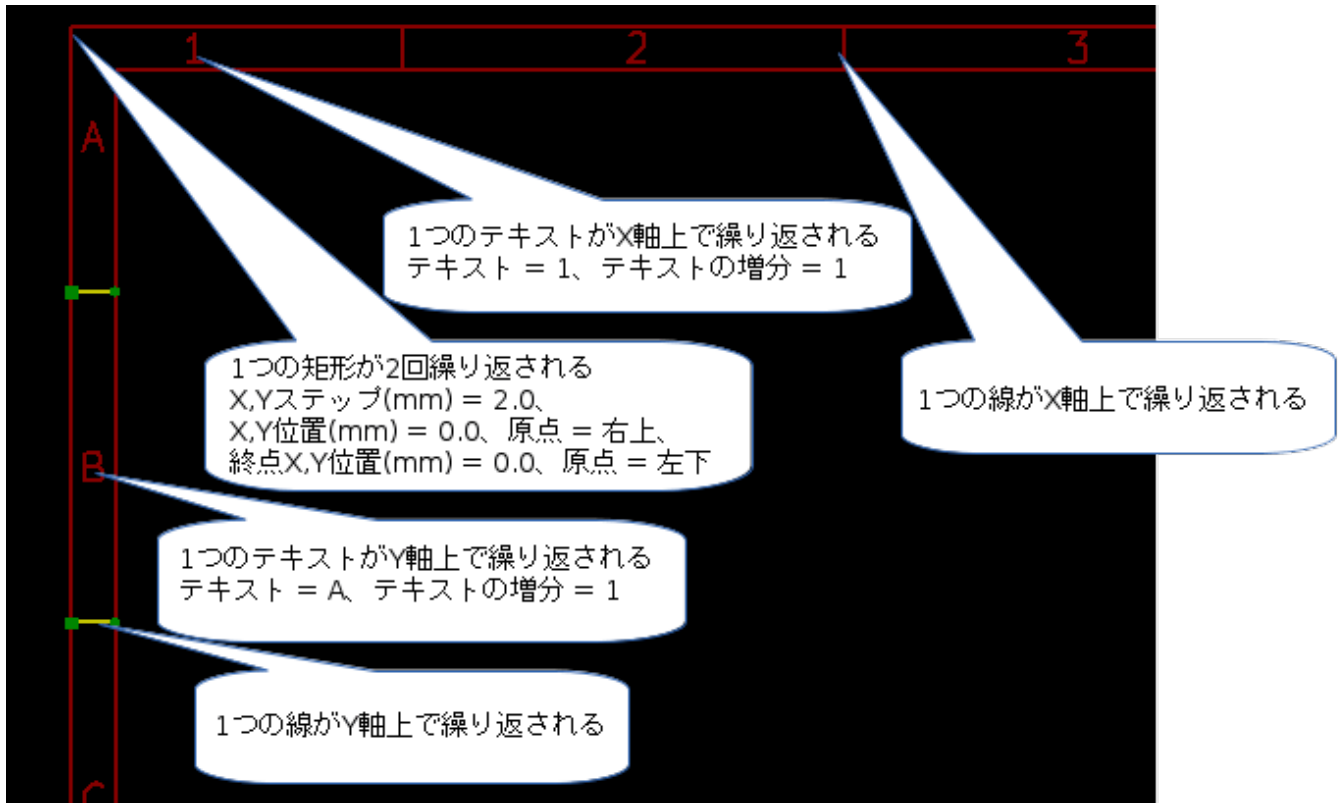 1
2
3
A
1つのテキストがX軸上で繰り返される
テキスト = 1、テキストの増分 = 1
1つの矩形が2回繰り返される
X,Yステップ(mm) = 2.0、
X,Y位置(mm) = 0.0、原点 = 右上、
終点X,Y位置(mm) = 0.0、原点 = 左下
1つの線がX軸上で繰り返される
B
1つのテキストがY軸上で繰り返される
テキスト = A、テキストの増分 = 1
1つの線がY軸上で繰り返される
C